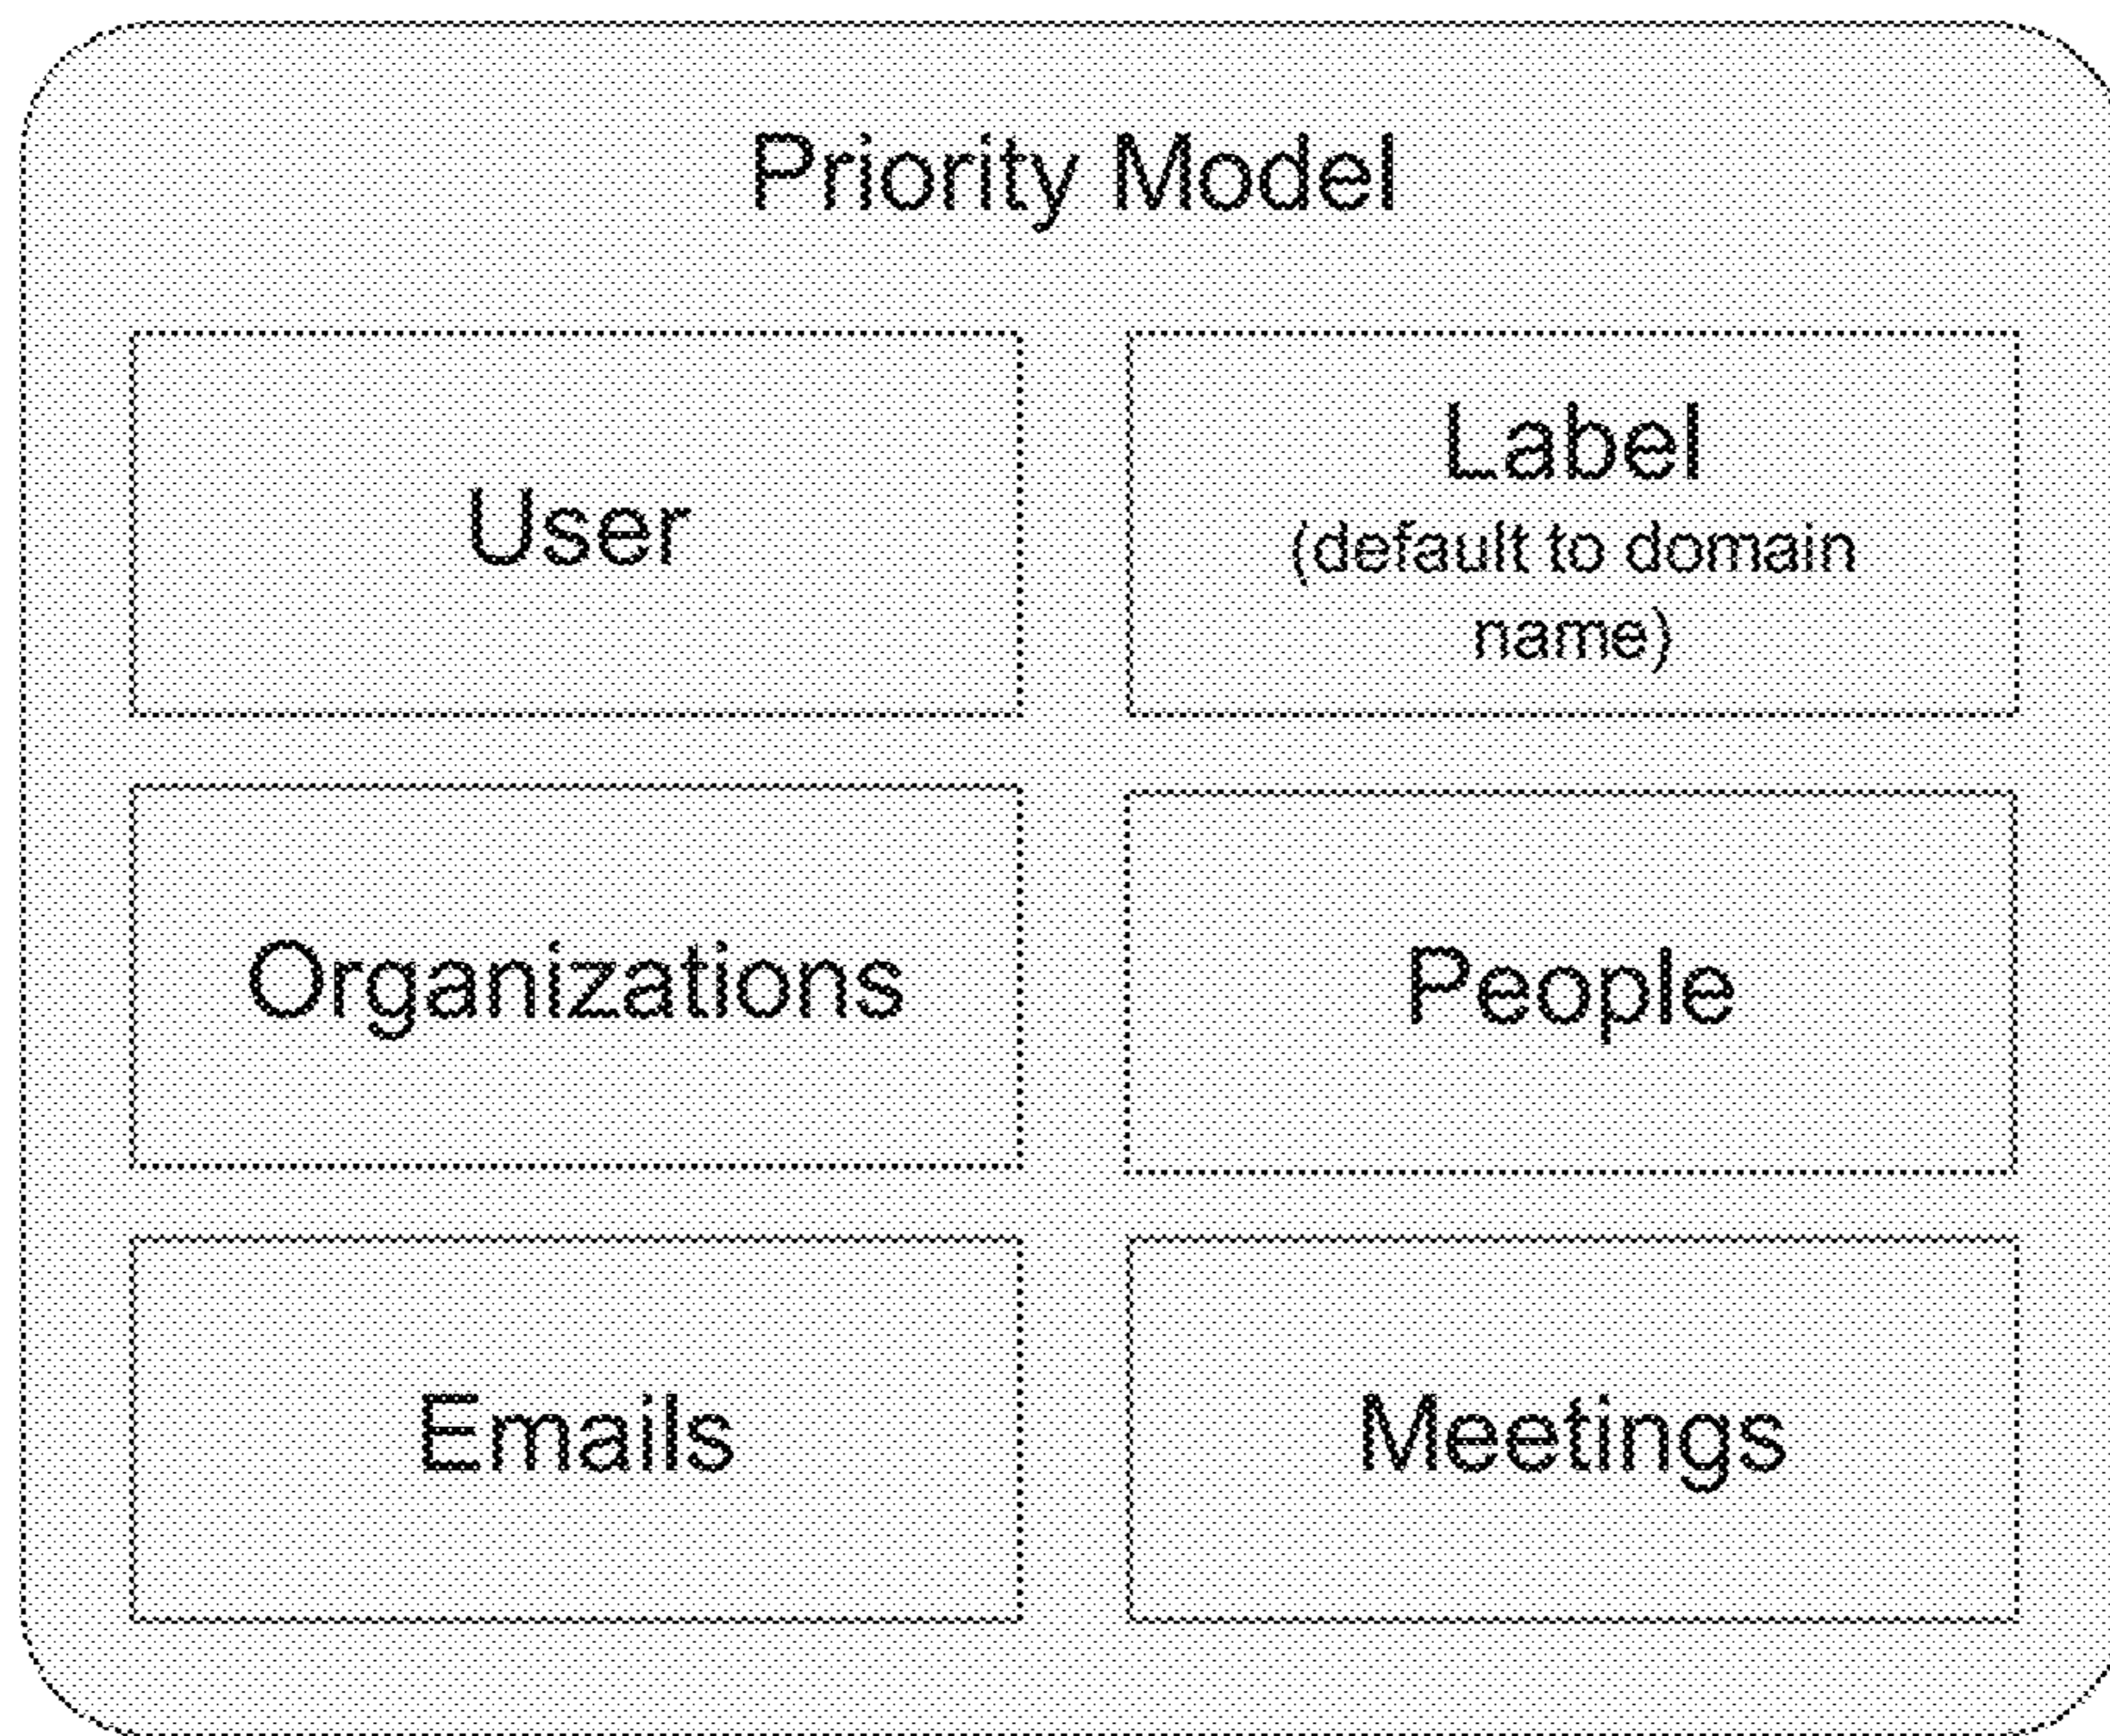 Priority Model
User
Label
(default to domain
name)
Organizations
People
Emails
Meetings